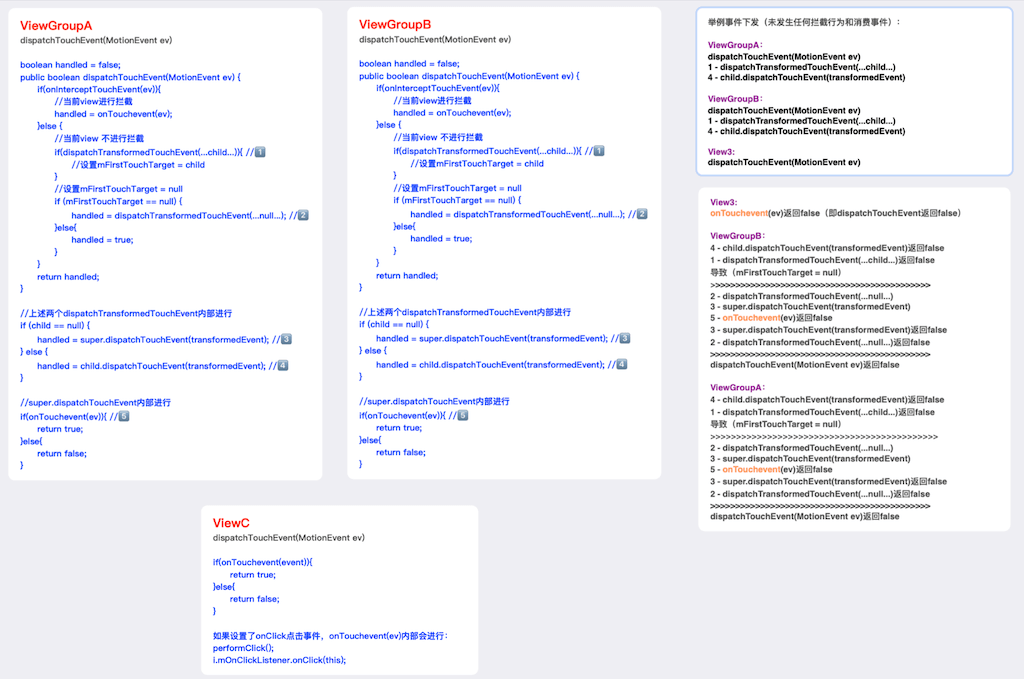 ViewGroupA
dispatchTouchEvent(MotionEvent ev)
boolean handled = false;
public boolean dispatchTouchEvent(MotionEvent ev) {
if(onInterceptTouchEvent(ev)){
//当前view进行拦截
handled = onTouchevent(ev);
}else {
//当前view 不进行拦截
if(dispatchTransformedTouchEvent(...child...)){ //1️⃣
//设置mFirstTouchTarget = child
}
//设置mFirstTouchTarget = null
if (mFirstTouchTarget == null) {
handled = dispatchTransformedTouchEvent(...null...); //2️⃣
}else{
handled = true;
}
}
return handled;
}
//上述两个dispatchTransformedTouchEvent内部进行
if (child == null) {
handled = super.dispatchTouchEvent(transformedEvent); //3️⃣
} else {
handled = child.dispatchTouchEvent(transformedEvent); //4️⃣
}
//super.dispatchTouchEvent内部进行
if(onTouchevent(ev)){ //5️⃣
return true;
}else{
return false;
}
ViewGroupB
dispatchTouchEvent(MotionEvent ev)
boolean handled = false;
public boolean dispatchTouchEvent(MotionEvent ev) {
if(onInterceptTouchEvent(ev)){
//当前view进行拦截
handled = onTouchevent(ev);
}else {
//当前view 不进行拦截
if(dispatchTransformedTouchEvent(...child...)){ //1️⃣
//设置mFirstTouchTarget = child
}
//设置mFirstTouchTarget = null
if (mFirstTouchTarget == null) {
handled = dispatchTransformedTouchEvent(...null...); //2️⃣
}else{
handled = true;
}
}
return handled;
}
//上述两个dispatchTransformedTouchEvent内部进行
if (child == null) {
handled = super.dispatchTouchEvent(transformedEvent); //3️⃣
} else {
handled = child.dispatchTouchEvent(transformedEvent); //4️⃣
}
//super.dispatchTouchEvent内部进行
if(onTouchevent(ev)){ //5️⃣
return true;
}else{
return false;
}
ViewC
dispatchTouchEvent(MotionEvent ev)
if(onTouchevent(event)){
return true;
}else{
return false;
}
如果设置了onClick点击事件，onTouchevent(ev)内部会进行：
performClick();
i.mOnClickListener.onClick(this);
举例事件下发（未发生任何拦截行为和消费事件）：
ViewGroupA：
dispatchTouchEvent(MotionEvent ev)
1 - dispatchTransformedTouchEvent(...child...)
4 - child.dispatchTouchEvent(transformedEvent)
ViewGroupB：
dispatchTouchEvent(MotionEvent ev)
1 - dispatchTransformedTouchEvent(...child...)
4 - child.dispatchTouchEvent(transformedEvent)
View3:
dispatchTouchEvent(MotionEvent ev)
View3:
onTouchevent(ev)返回false（即dispatchTouchEvent返回false）
ViewGroupB：
4 - child.dispatchTouchEvent(transformedEvent)返回false
1 - dispatchTransformedTouchEvent(...child...)返回false
导致（mFirstTouchTarget = null）
>>>>>>>>>>>>>>>>>>>>>>>>>>>>>>>>>>>>>>>>>>>
2 - dispatchTransformedTouchEvent(...null...)
3 - super.dispatchTouchEvent(transformedEvent)
5 - onTouchevent(ev)返回false
3 - super.dispatchTouchEvent(transformedEvent)返回false
2 - dispatchTransformedTouchEvent(...null...)返回false
>>>>>>>>>>>>>>>>>>>>>>>>>>>>>>>>>>>>>>>>>>>
dispatchTouchEvent(MotionEvent ev)返回false
ViewGroupA：
4 - child.dispatchTouchEvent(transformedEvent)返回false
1 - dispatchTransformedTouchEvent(...child...)返回false
导致（mFirstTouchTarget = null）
>>>>>>>>>>>>>>>>>>>>>>>>>>>>>>>>>>>>>>>>>>>
2 - dispatchTransformedTouchEvent(...null...)
3 - super.dispatchTouchEvent(transformedEvent)
5 - onTouchevent(ev)返回false
3 - super.dispatchTouchEvent(transformedEvent)返回false
2 - dispatchTransformedTouchEvent(...null...)返回false
>>>>>>>>>>>>>>>>>>>>>>>>>>>>>>>>>>>>>>>>>>>
dispatchTouchEvent(MotionEvent ev)返回false